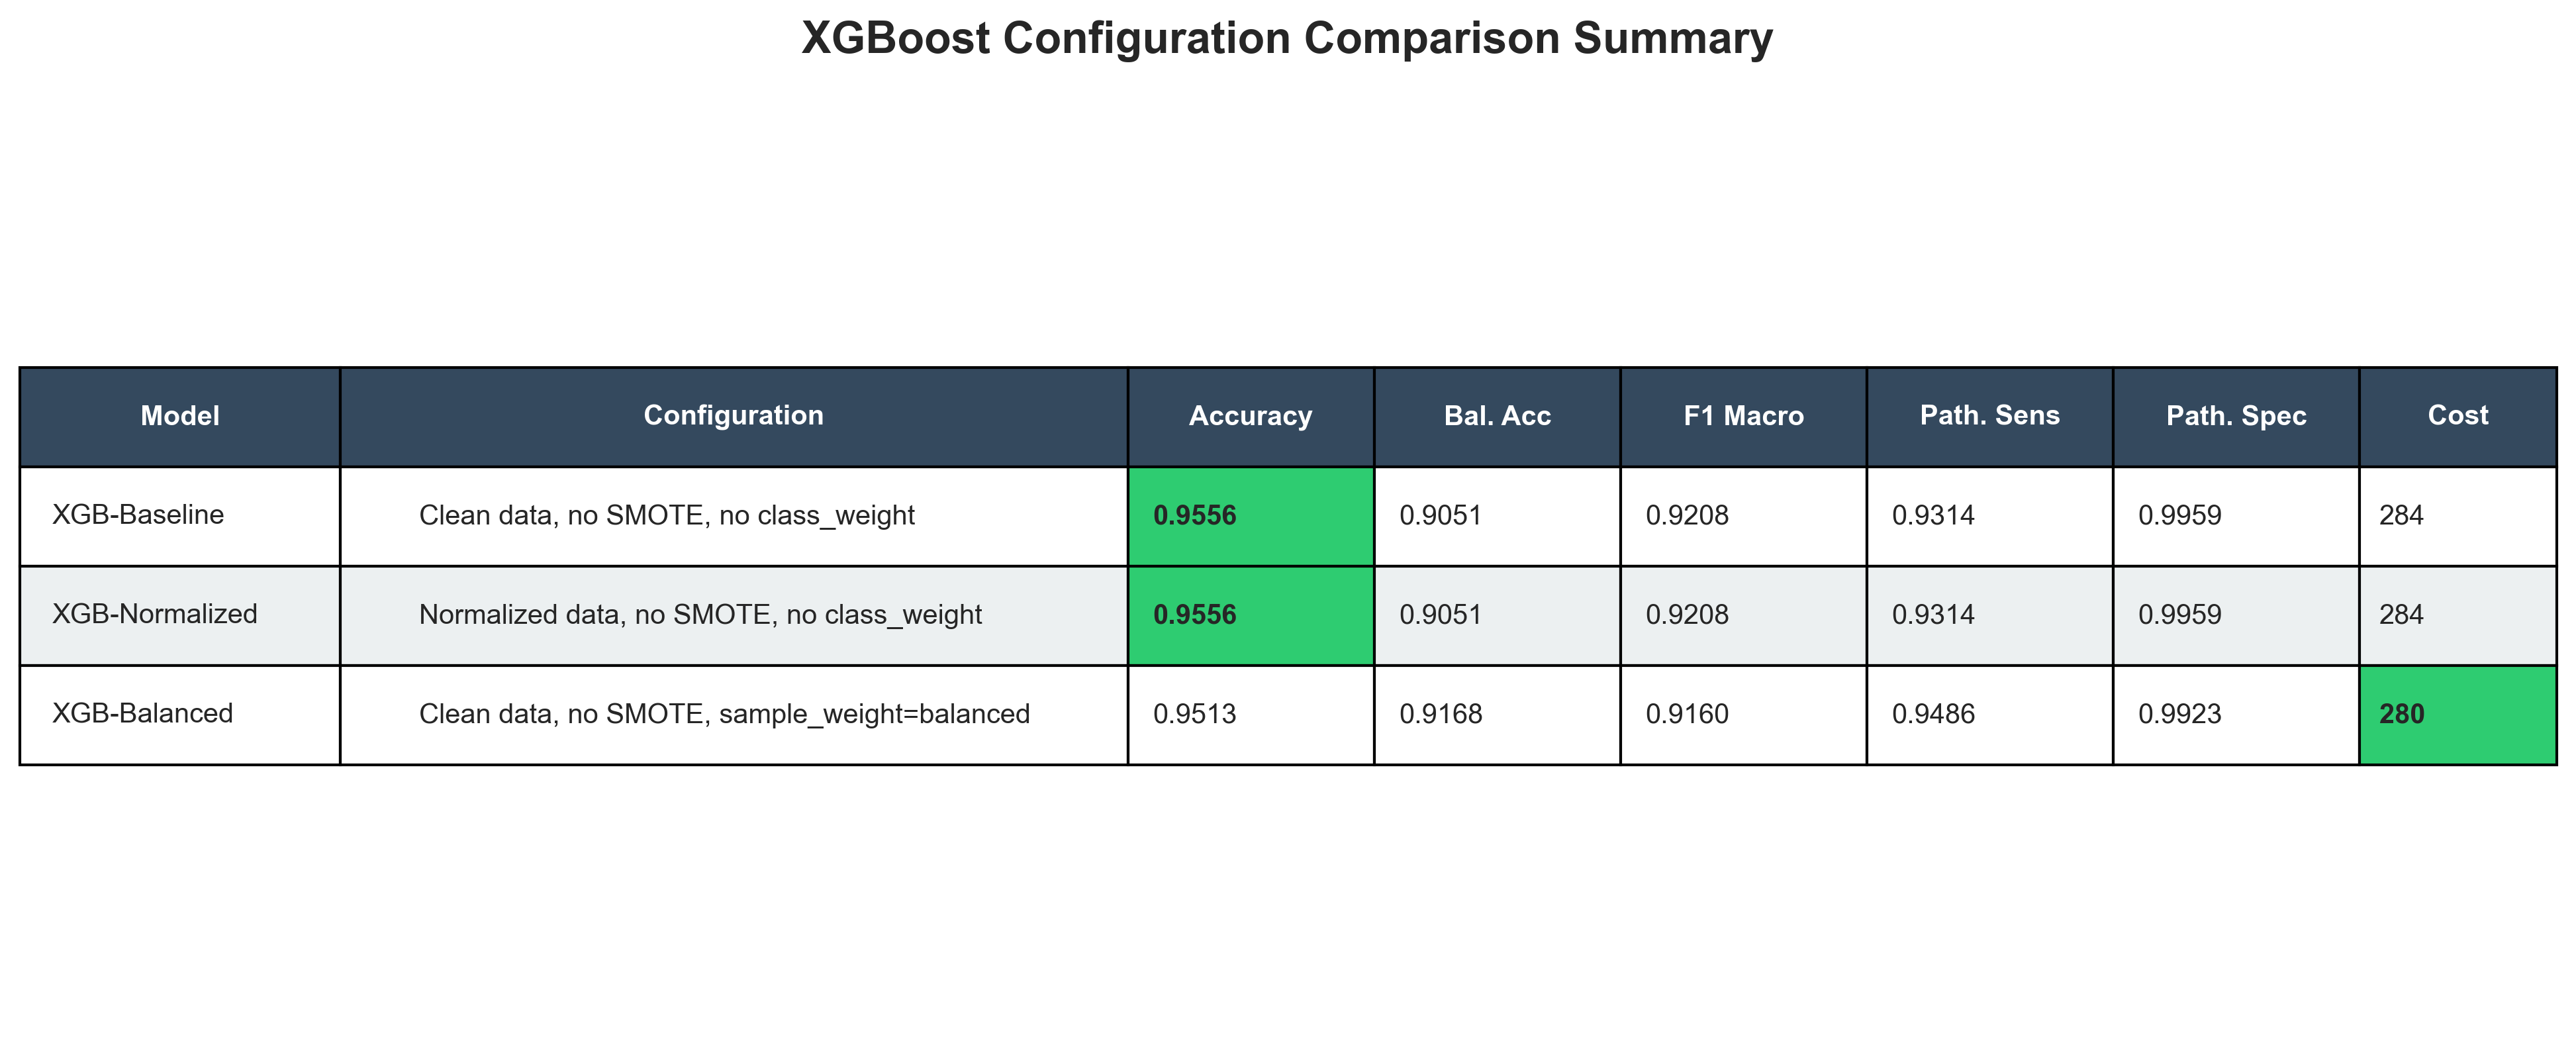 XGBoost Configuration Comparison Summary
Model Configuration Accuracy Bal. Acc F1 Macro Path. Sens Path. Spec Cost
XGB-Baseline Clean data, no SMOTE, no class_weight 0.9556 0.9051 0.9208 0.9314 0.9959 284
XGB-Normalized Normalized data, no SMOTE, no class_weight 0.9556 0.9051 0.9208 0.9314 0.9959 284
XGB-Balanced Clean data, no SMOTE, sample_weight=balanced 0.9513 0.9168 0.9160 0.9486 0.9923 280